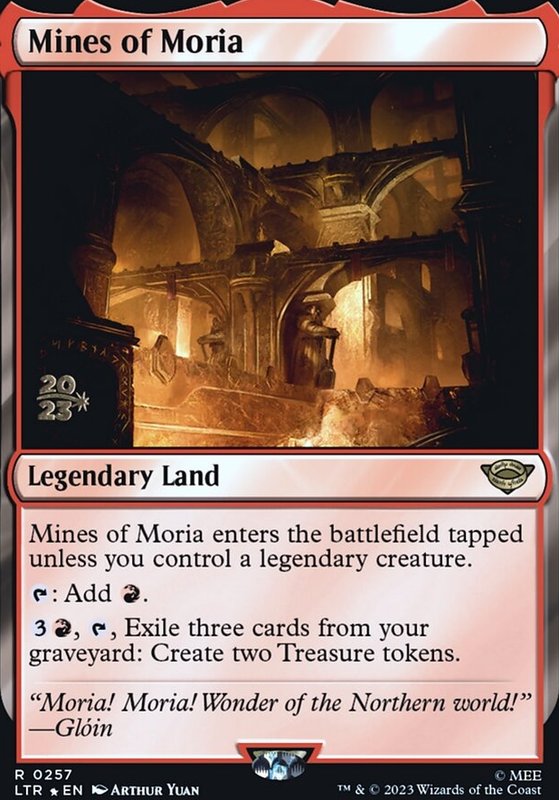 Mines of Moria
20
23
Legendary Land
Mines of Moria enters the battlefield tapped
unless you control a legendary creature.
: Add .
3, , Exile three cards from your
graveyard: Create two Treasure tokens.
“Moria! Moria! Wonder of the Northern world!”
—Glóin
R 0257
LTR ★ EN Arthur Yuan
© MEE
™ & © 2023 Wizards of the Coast